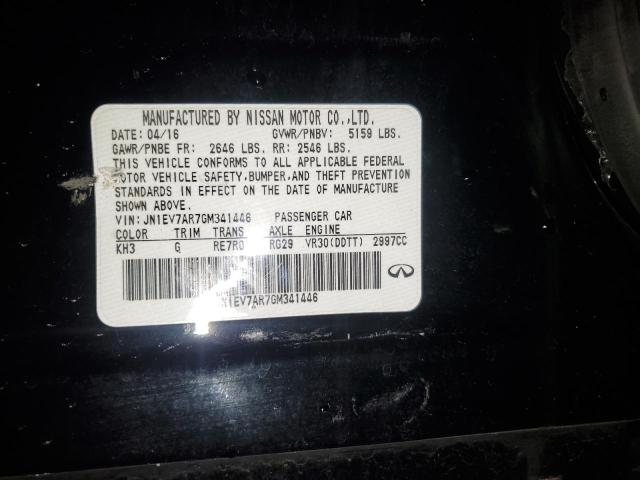 MANUFACTURED BY NISSAN MOTOR CO.,LTD.
DATE: 04/16 GVWR/PNBV: 5159 LBS.
GAWR/PNBE FR: 2646 LBS. RR: 2546 LBS.
THIS VEHICLE CONFORMS TO ALL APPLICABLE FEDERAL
MOTOR VEHICLE SAFETY, BUMPER, AND THEFT PREVENTION
STANDARDS IN EFFECT ON THE DATE OF MANUFACTURE
SHOWN ABOVE.
VIN: JN1EV7AR7GM341446 PASSENGER CAR
COLOR TRIM TRANS AXLE ENGINE
KH3 G RE7R0 RG29 VR30(DDTT) 2997CC
N1EV7AR7GM341446